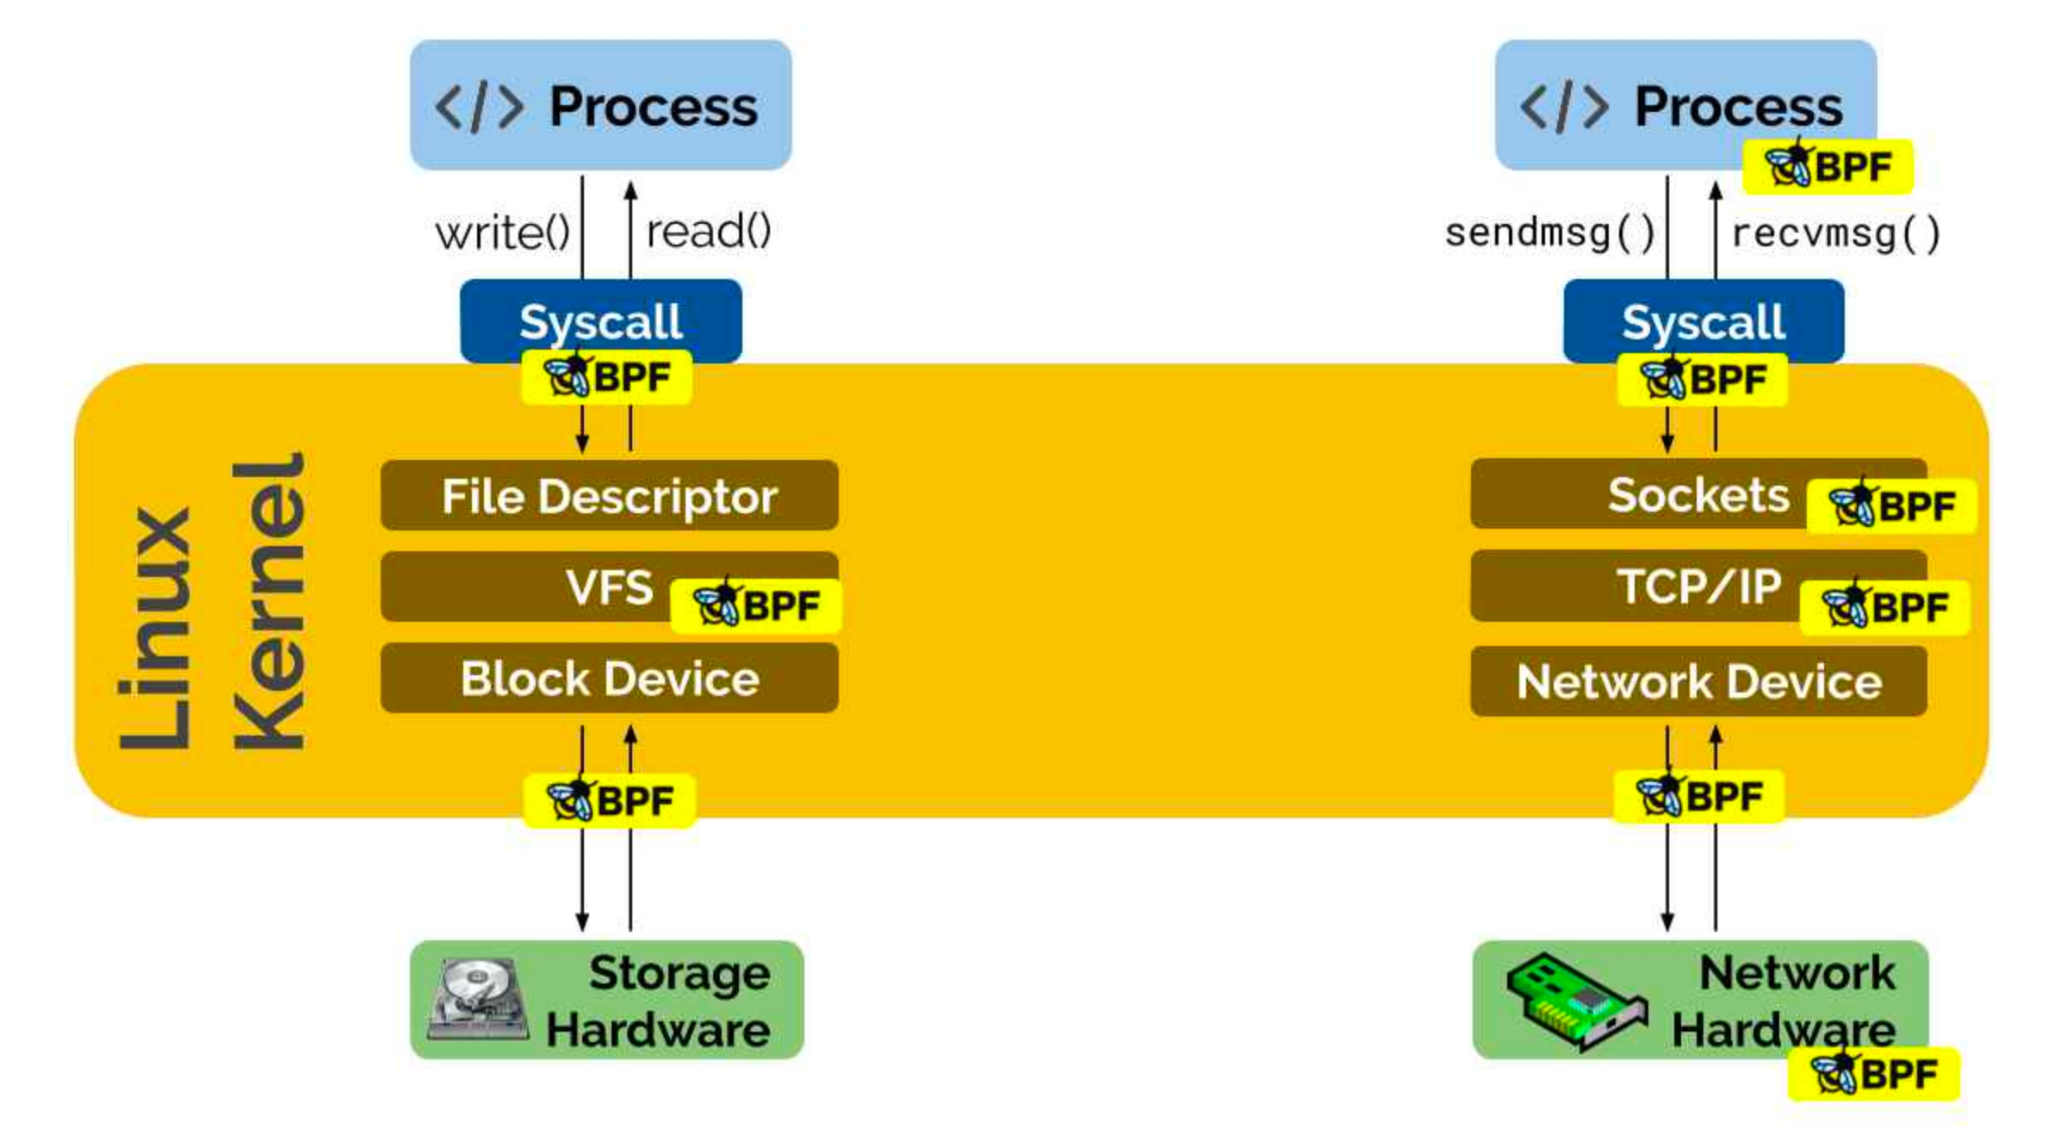 </> Process
</> Process
BPF
write()
read()
sendmsg()
recvmsg()
Syscall
BPF
Syscall
BPF
Linux
Kernel
File Descriptor
VFS
BPF
Block Device
BPF
Sockets
BPF
TCP/IP
BPF
Network Device
BPF
Storage
Hardware
Network
Hardware
BPF